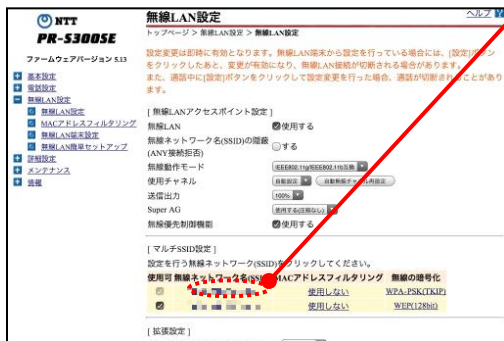 NTT
PR-S300SE
ファームウェアバージョン 5.13
基本設定
電話設定
無線LAN設定
無線LAN設定
MACアドレスフィルタリング
無線LAN端末設定
無線LAN簡単セットアップ
詳細設定
メンテナンス
情報
無線LAN設定
ヘルプ
トップページ > 無線LAN設定 > 無線LAN設定
設定変更は即時に有効となります。無線LAN端末から設定を行っている場合には、[設定]ボタン
をクリックしたあと、変更が有効になり、無線LAN接続が切断される場合があります。
また、通話中に[設定]ボタンをクリックして設定変更を行った場合、通話が切断されることがあり
ます。
[ 無線LANアクセスポイント設定 ]
無線LAN 使用する
無線ネットワーク名(SSID)の隠蔽 する
(ANY接続拒否)
無線動作モード IEEE802.11g/IEEE802.11b互換
使用チャネル 自動設定 自動無線チャネル再設定
送信出力 100%
Super AG 使用する(圧縮なし)
無線優先制御機能 使用する
[ マルチSSID設定 ]
設定を行う無線ネットワーク(SSID)をクリックしてください。
使用可 無線ネットワーク名(SSID) MACアドレスフィルタリング 無線の暗号化
使用しない WPA-PSK(TKIP)
使用しない WEP(128bit)
[ 拡張設定 ]